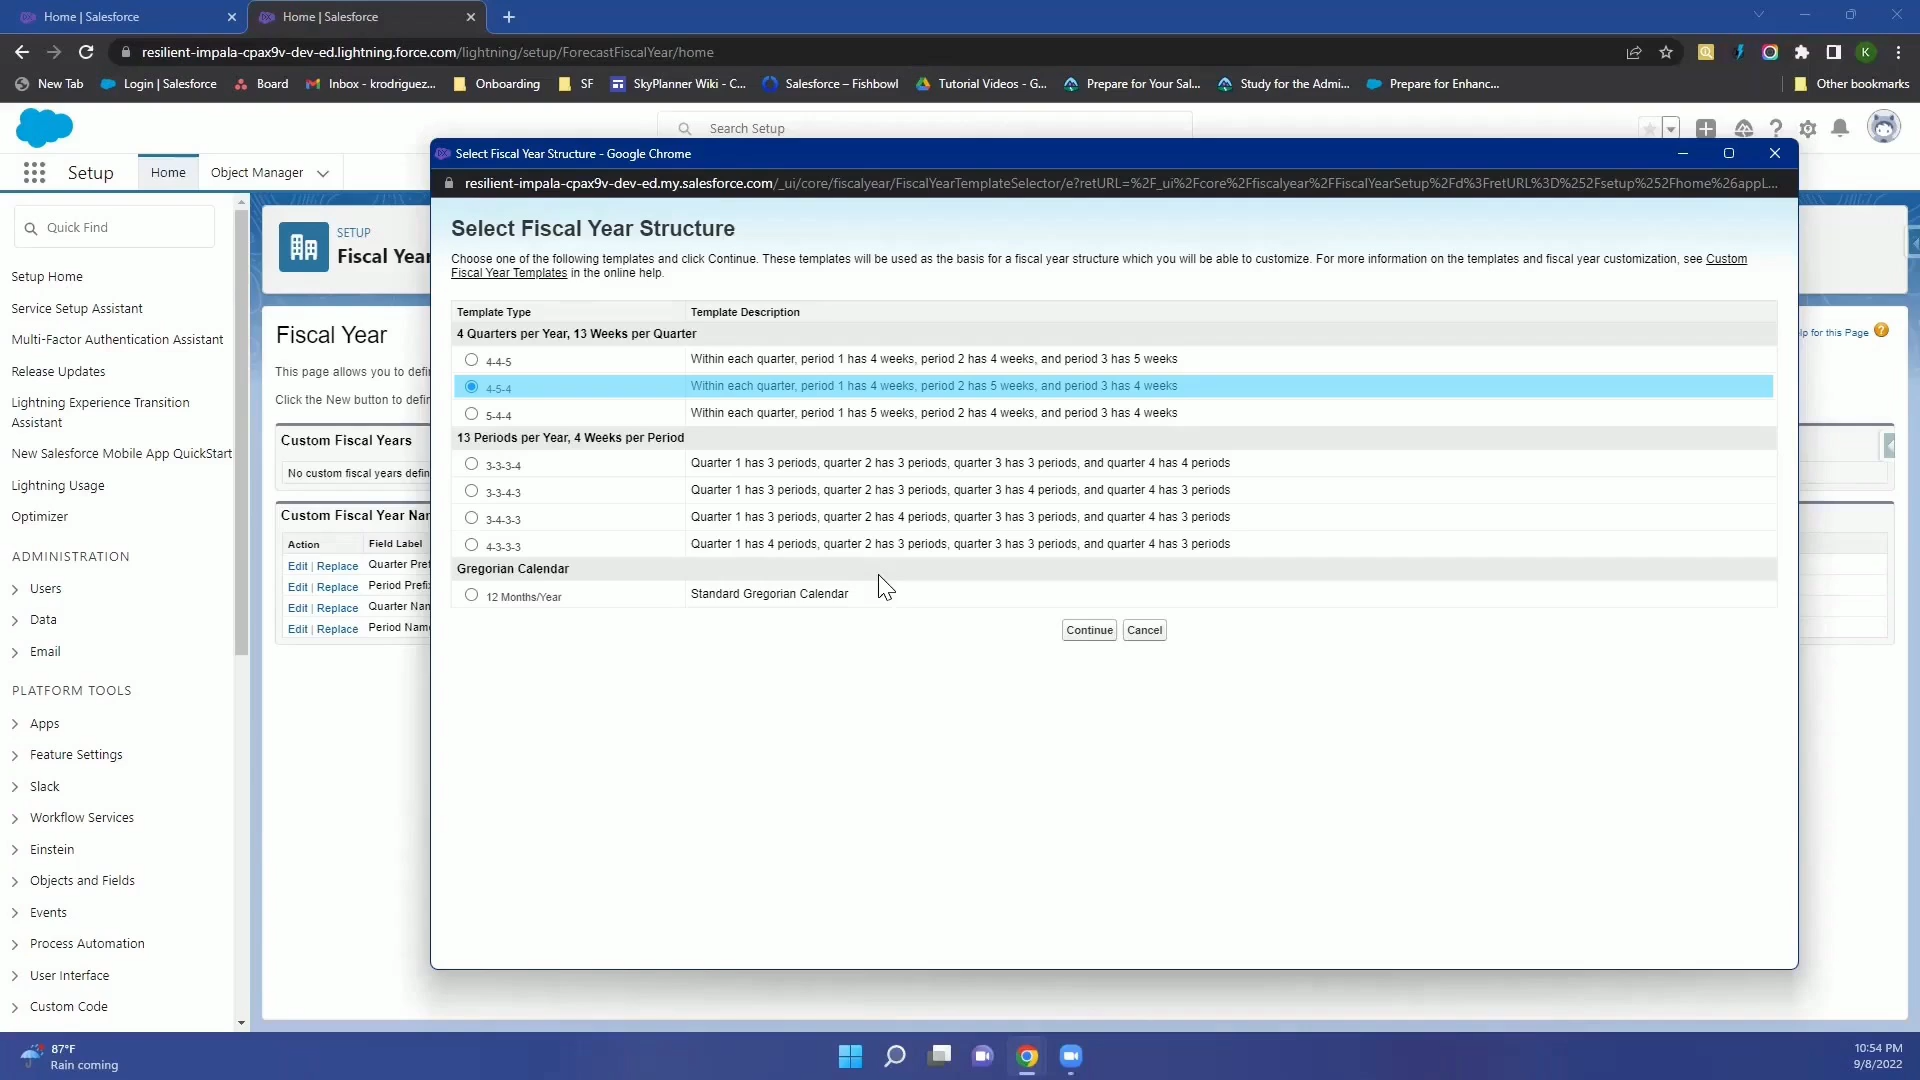 Home | Salesforce
Home | Salesforce
resilient-impala-cpax9v-dev-ed.lightning.force.com/lightning/setup/ForecastFiscalYear/home
K
New Tab
Login | Salesforce
Board
Inbox - krodriguez...
Onboarding
SF
SkyPlanner Wiki - C...
Salesforce – Fishbowl
Tutorial Videos - G...
Prepare for Your Sal...
Study for the Admi...
Prepare for Enhanc...
Other bookmarks
Search Setup
Setup
Home
Object Manager
Quick Find
Setup Home
Service Setup Assistant
Multi-Factor Authentication Assistant
Release Updates
Lightning Experience Transition
Assistant
New Salesforce Mobile App QuickStart
Lightning Usage
Optimizer
ADMINISTRATION
Users
Data
Email
PLATFORM TOOLS
Apps
Feature Settings
Slack
Workflow Services
Einstein
Objects and Fields
Events
Process Automation
User Interface
Custom Code
SETUP
Fiscal Year
Fiscal Year
This page allows you to defi
Click the New button to defin
Custom Fiscal Years
No custom fiscal years defin
Custom Fiscal Year Nar
Action Field Label
Edit | Replace Quarter Pref
Edit | Replace Period Prefi
Edit | Replace Quarter Nan
Edit | Replace Period Name
lp for this Page
Select Fiscal Year Structure - Google Chrome
resilient-impala-cpax9v-dev-ed.my.salesforce.com/_ui/core/fiscalyear/FiscalYearTemplateSelector/e?retURL=%2F_ui%2Fcore%2Ffiscalyear%2FFiscalYearSetup%2Fd%3FretURL%3D%252Fsetup%252Fhome%26appL...
Select Fiscal Year Structure
Choose one of the following templates and click Continue. These templates will be used as the basis for a fiscal year structure which you will be able to customize. For more information on the templates and fiscal year customization, see Custom
Fiscal Year Templates in the online help.
Template Type Template Description
4 Quarters per Year, 13 Weeks per Quarter
4-4-5 Within each quarter, period 1 has 4 weeks, period 2 has 4 weeks, and period 3 has 5 weeks
4-5-4 Within each quarter, period 1 has 4 weeks, period 2 has 5 weeks, and period 3 has 4 weeks
5-4-4 Within each quarter, period 1 has 5 weeks, period 2 has 4 weeks, and period 3 has 4 weeks
13 Periods per Year, 4 Weeks per Period
3-3-3-4 Quarter 1 has 3 periods, quarter 2 has 3 periods, quarter 3 has 3 periods, and quarter 4 has 4 periods
3-3-4-3 Quarter 1 has 3 periods, quarter 2 has 3 periods, quarter 3 has 4 periods, and quarter 4 has 3 periods
3-4-3-3 Quarter 1 has 3 periods, quarter 2 has 4 periods, quarter 3 has 3 periods, and quarter 4 has 3 periods
4-3-3-3 Quarter 1 has 4 periods, quarter 2 has 3 periods, quarter 3 has 3 periods, and quarter 4 has 3 periods
Gregorian Calendar
12 Months/Year Standard Gregorian Calendar
Continue Cancel
87°F
Rain coming
10:54 PM
9/8/2022